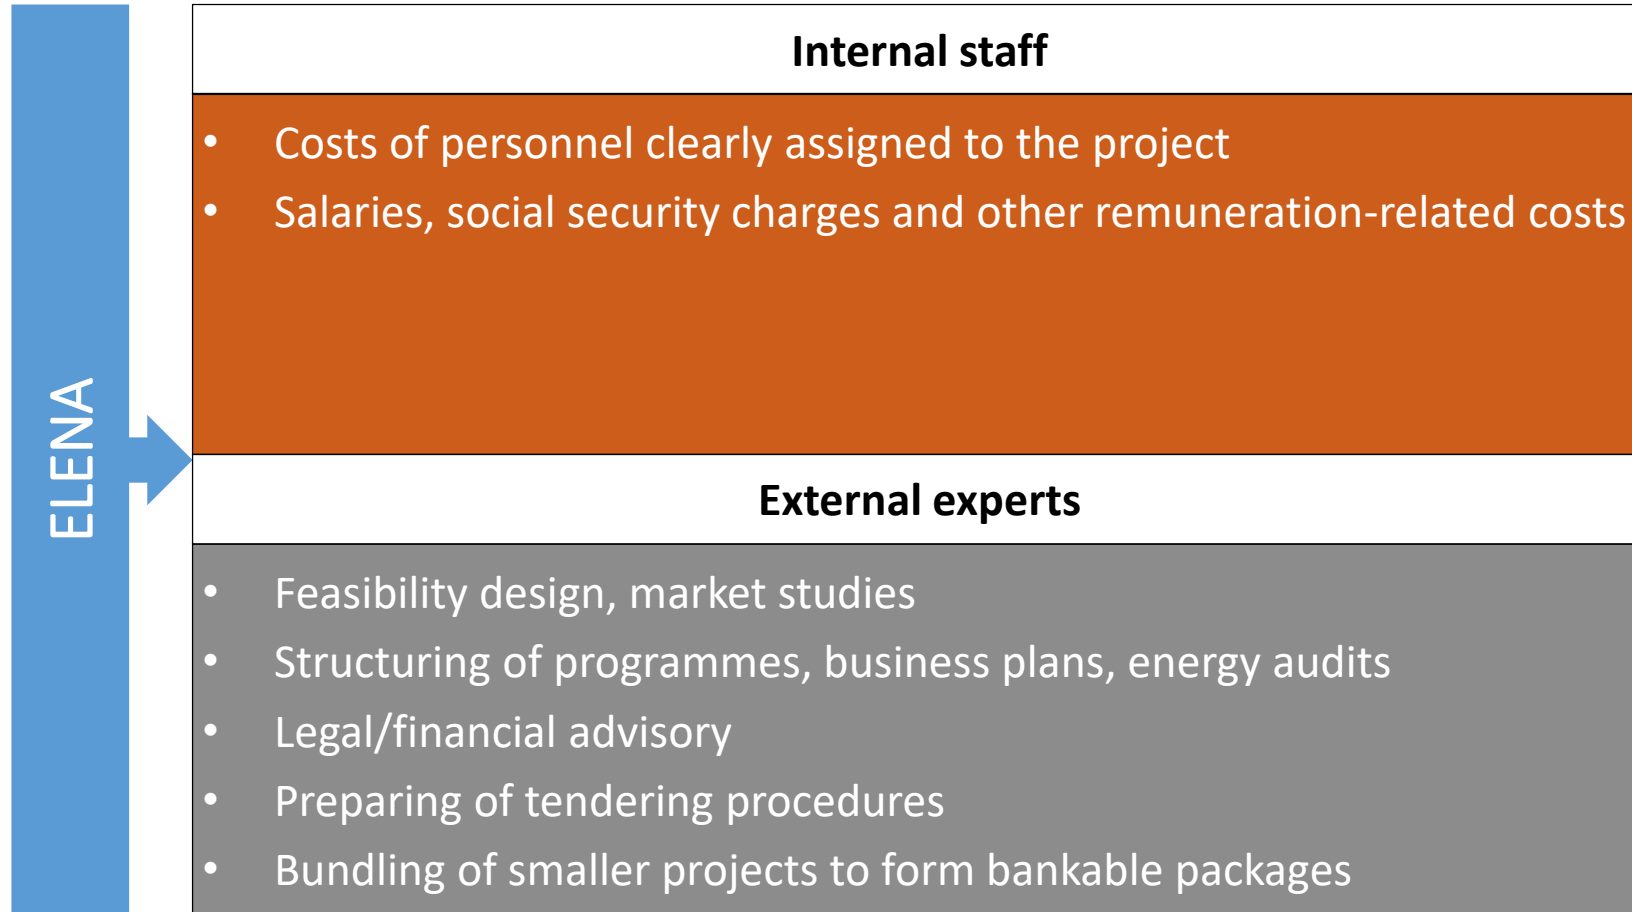 ELENA
Internal staff
• Costs of personnel clearly assigned to the project
• Salaries, social security charges and other remuneration-related costs
External experts
• Feasibility design, market studies
• Structuring of programmes, business plans, energy audits
• Legal/financial advisory
• Preparing of tendering procedures
• Bundling of smaller projects to form bankable packages